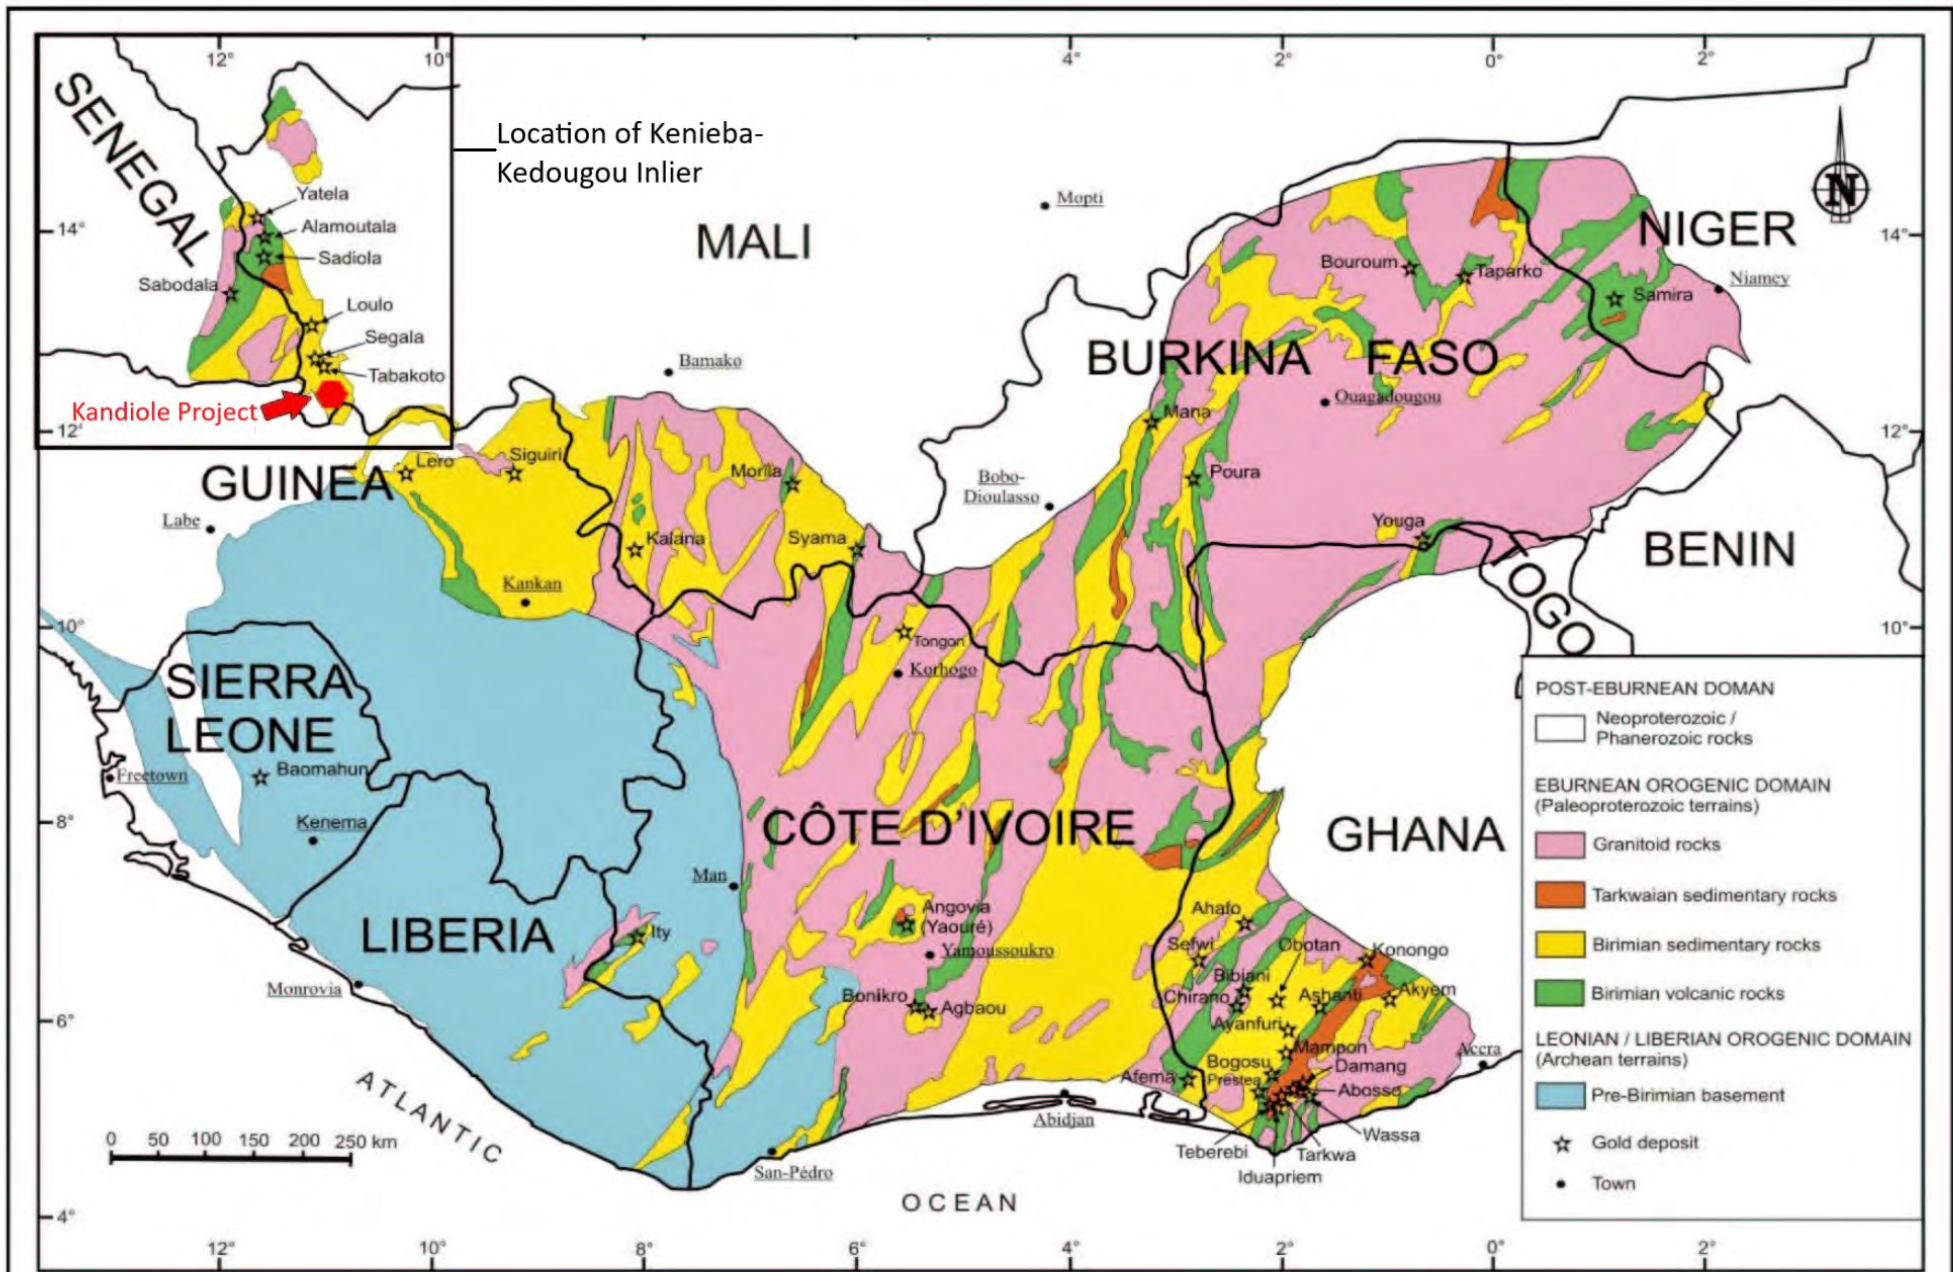 12°
10°
4°
2°
0°
2°
SENEGAL
Location of Kenieba-
Kedougou Inlier
Yatela
Alamoutala
Sadiola
Sabodala
Loulo
Segala
Tabakoto
Kandiole Project
14°
12°
10°
8°
6°
4°
N
MALI
Mopti
Bamako
NIGER
14°
Niamey
Bouroum
Taparko
Samira
BURKINA FASO
Ouagadougou
12°
Mana
Poura
Bobo-
Dioulasso
Youga
BENIN
TOGO
10°
GUINEA
Lero
Siguiri
Labe
Morila
Kalana
Syama
Kankan
Tongon
Korhogo
SIERRA
LEONE
Freetown
Baomahun
Kenema
LIBERIA
Monrovia
Man
Ity
CÔTE D'IVOIRE
Angovia
(Yaouré)
Yamoussoukro
Bonikro
Agbaou
GHANA
Ahafo
Sefwi
Obotan
Konongo
Bibiani
Chirano
Ashanti
Akyem
Ayanfuri
Mampon
Bogosu
Damang
Prestea
Abosso
Afema
Accra
Wassa
Teberebi
Tarkwa
Iduapriem
Abidjan
San-Pédro
ATLANTIC
OCEAN
0 50 100 150 200 250 km
POST-EBURNEAN DOMAN
Neoproterozoic /
Phanerozoic rocks
EBURNEAN OROGENIC DOMAIN
(Paleoproterozoic terrains)
Granitoid rocks
Tarkwaian sedimentary rocks
Birimian sedimentary rocks
Birimian volcanic rocks
LEONIAN / LIBERIAN OROGENIC DOMAIN
(Archean terrains)
Pre-Birimian basement
Gold deposit
Town
12°
10°
8°
6°
4°
2°
0°
2°